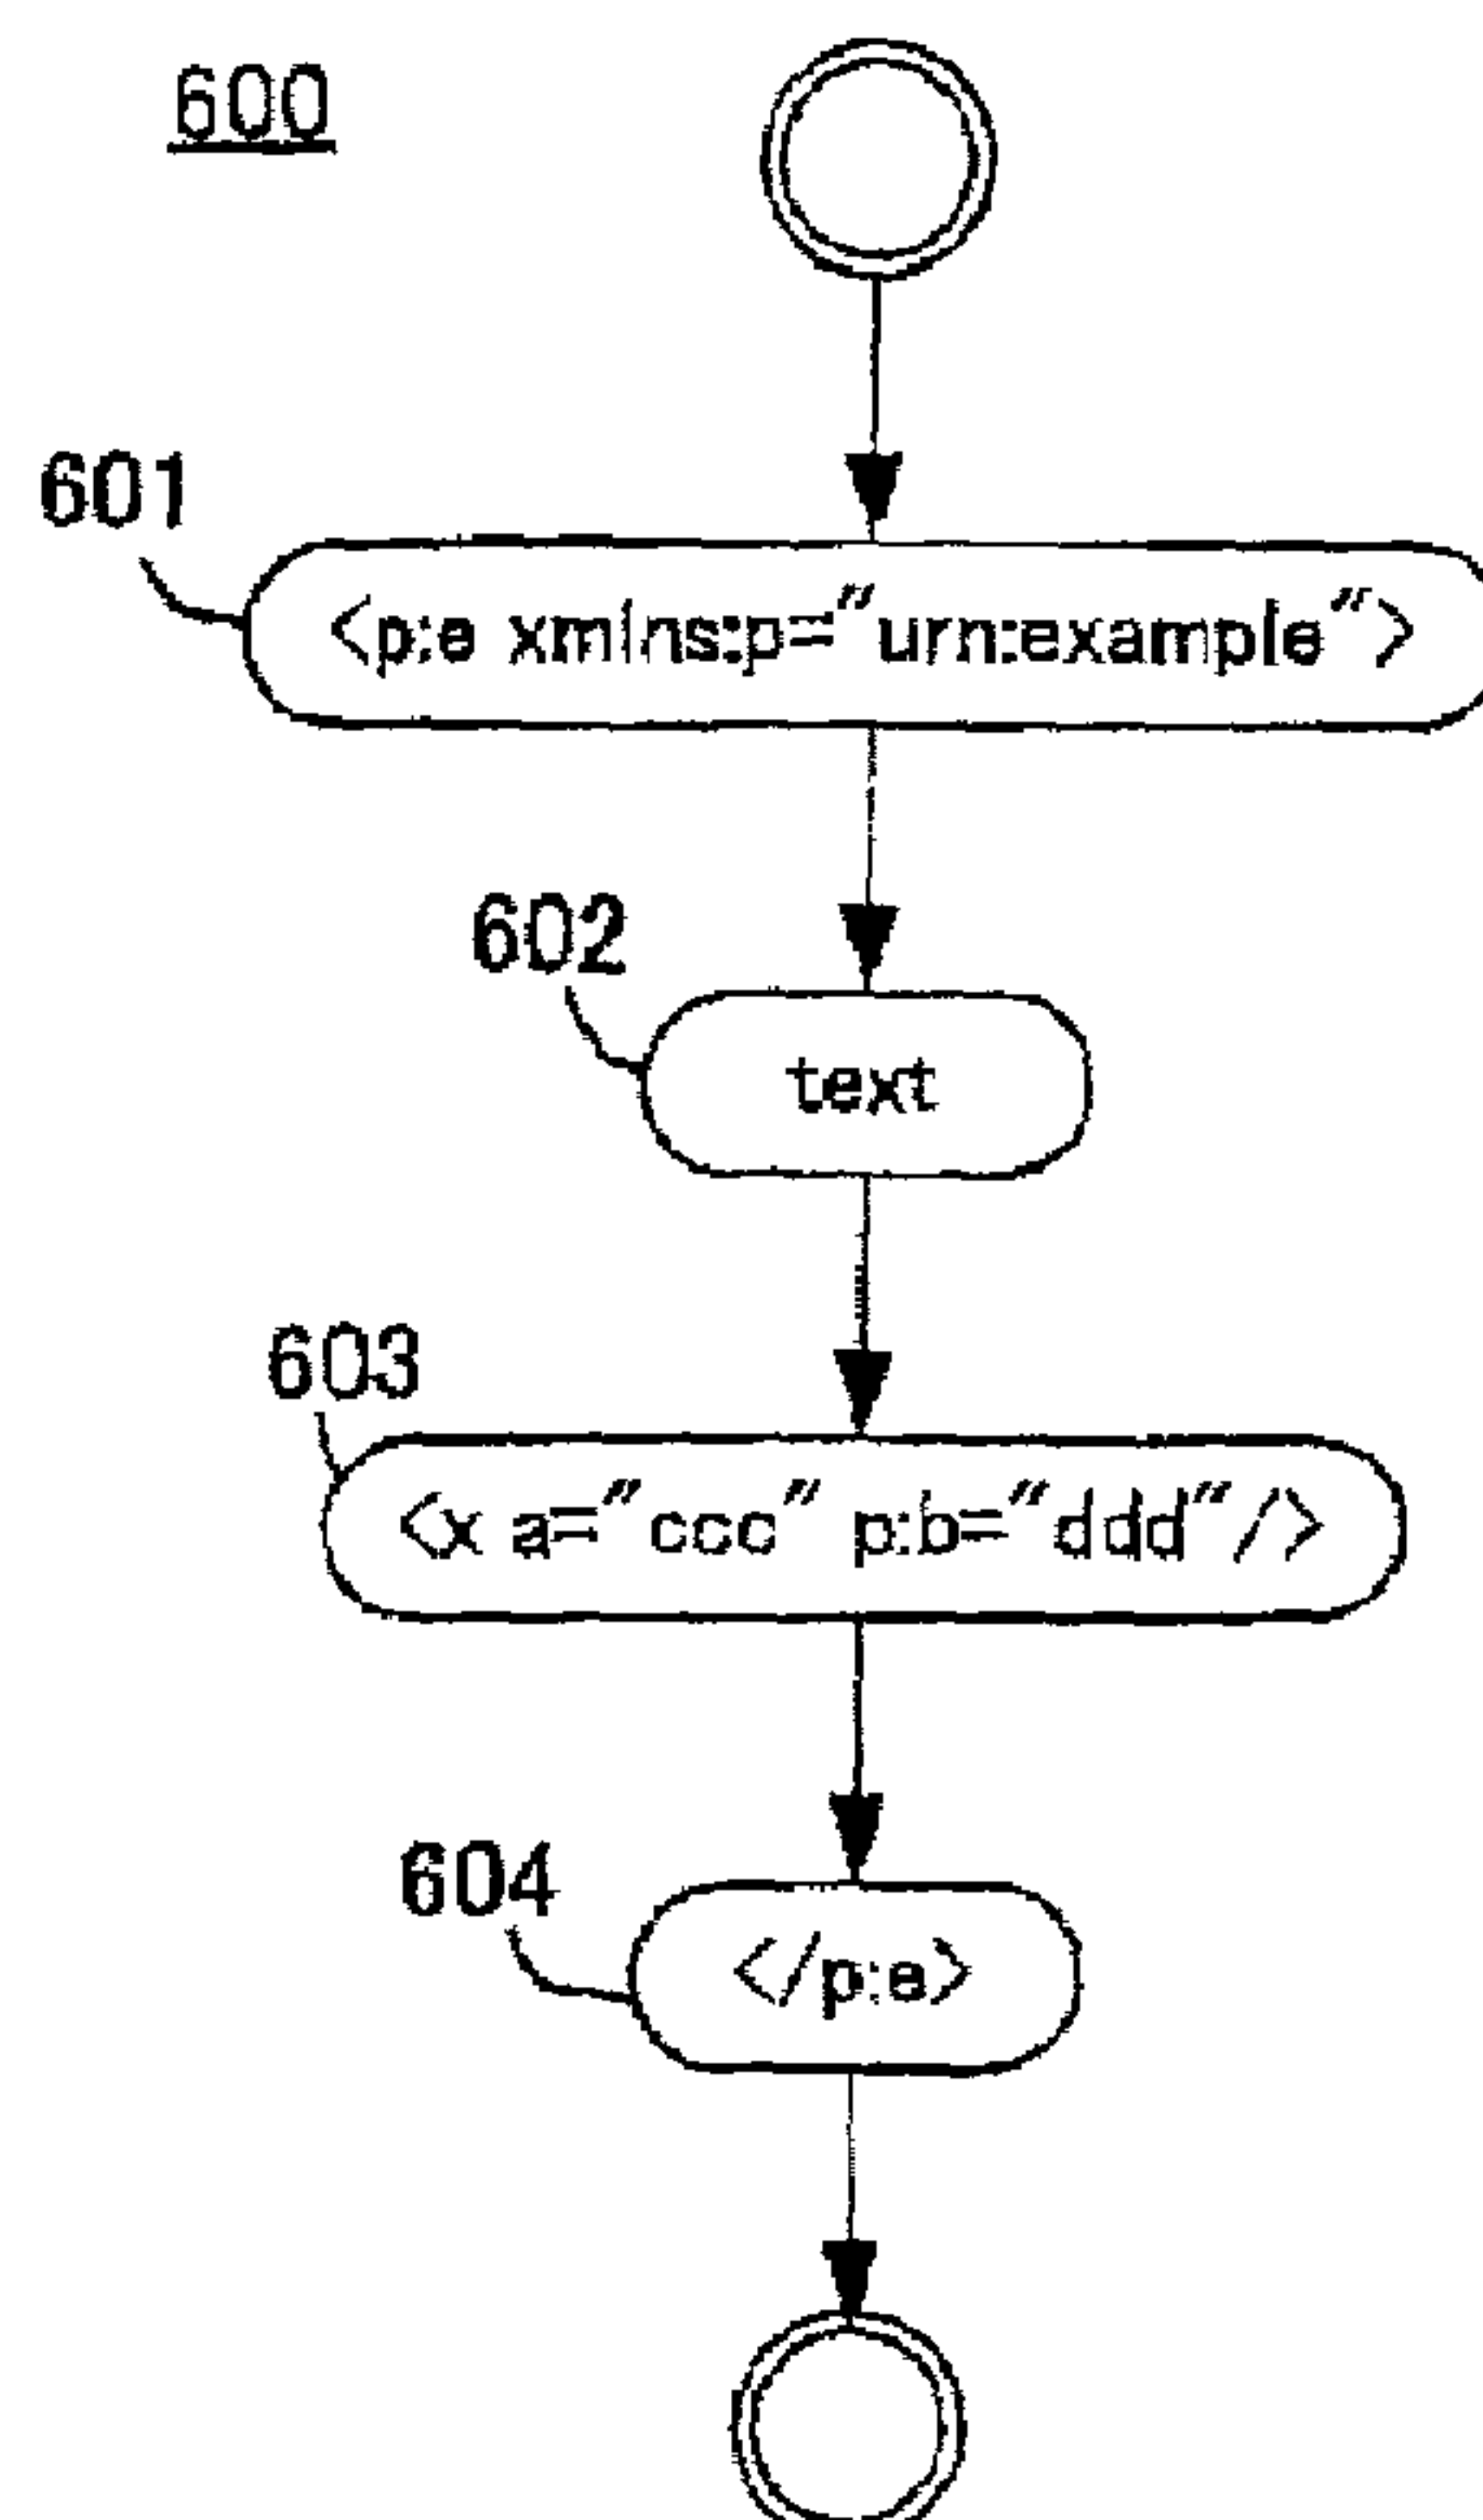 600
601
<p:a xmlns:p="urn:example">
602
text
603
<x a="ccc" p:b="ddd"/>
604
</p:a>